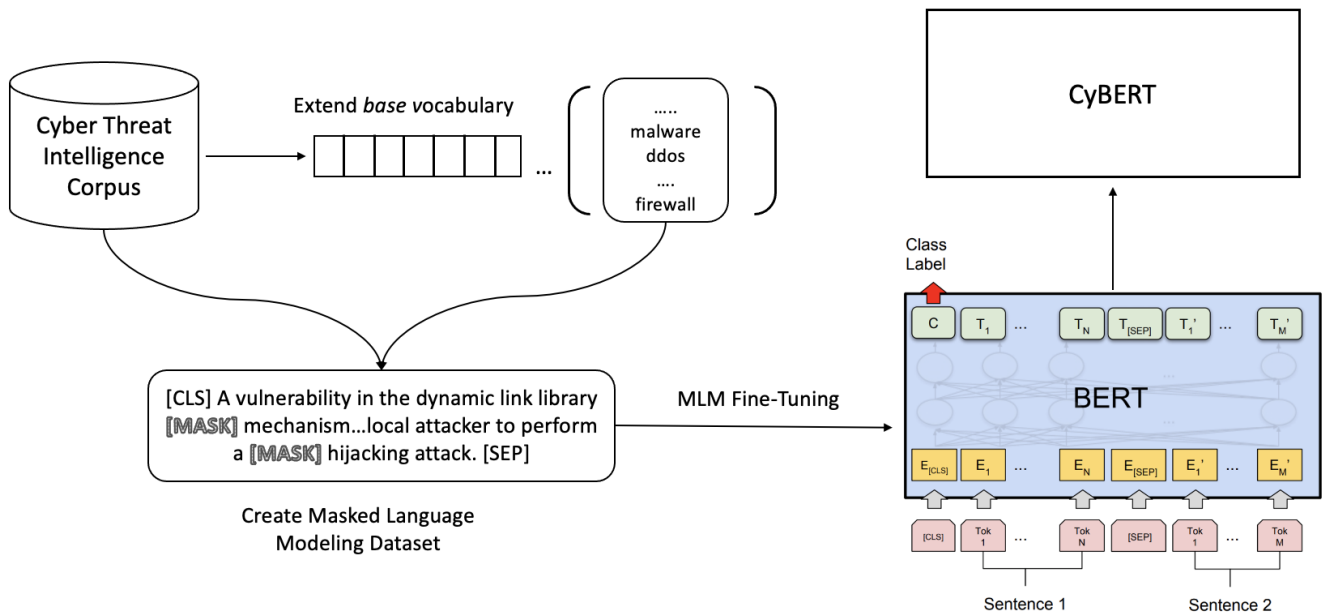 Cyber Threat
Intelligence
Corpus
Extend base vocabulary
...
.....
malware
ddos
....
firewall
[CLS] A vulnerability in the dynamic link library
[MASK] mechanism...local attacker to perform
a [MASK] hijacking attack. [SEP]
Create Masked Language
Modeling Dataset
MLM Fine-Tuning
CyBERT
Class
Label
C T1 ... TN T[SEP] T1' ... TM'
...
BERT
...
E[CLS] E1 ... EN E[SEP] E1' ... EM'
[CLS] Tok 1 ... Tok N [SEP] Tok 1 ... Tok M
Sentence 1 Sentence 2